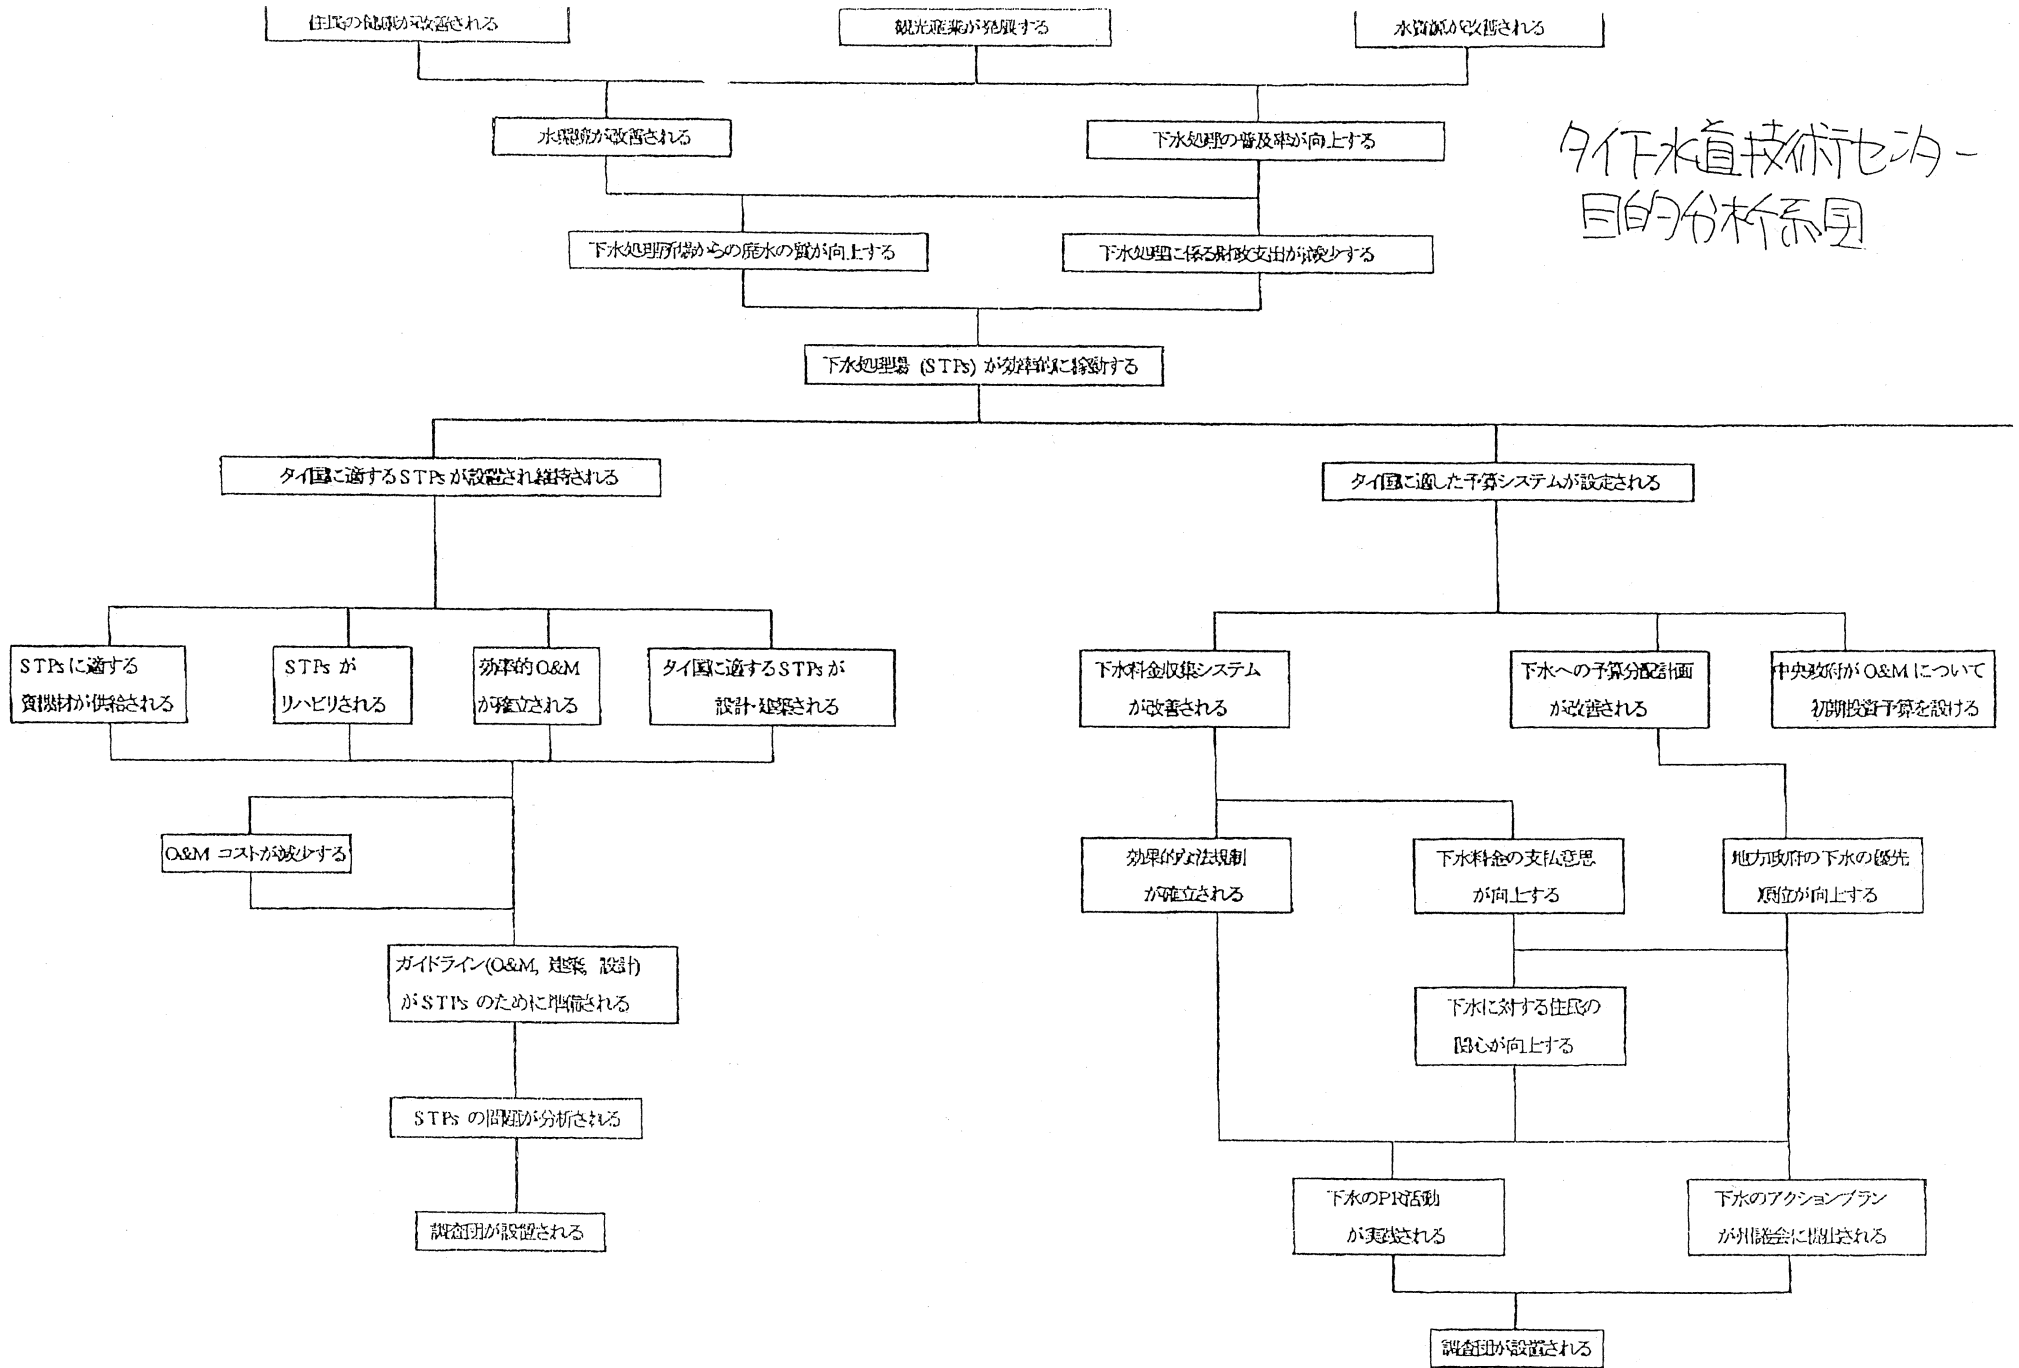 住民の健康が改善される
観光産業が発展する
水資源が改善される
水環境が改善される
下水処理の普及率が向上する
タイ下水道技術センター
目的分析系図
下水処理所場からの廃水の質が向上する
下水処理に係る財政支出が減少する
下水処理場 (STPs) が効率的に稼動する
タイ国に適するSTPsが設置され維持される
タイ国に適した予算システムが設定される
STPsに適する
資機材が供給される
STPs が
リハビリされる
効率的O&M
が確立される
タイ国に適するSTPsが
設計・建築される
下水料金収集システム
が改善される
下水への予算分配計画
が改善される
中央政府がO&Mについて
初期投資予算を設ける
O&M コストが減少する
効果的な法規制
が確立される
下水料金の支払意思
が向上する
地方政府の下水の優先
順位が向上する
ガイドライン(O&M, 建築, 設計)
がSTPs のために準備される
下水に対する住民の
関心が向上する
STPs の問題が分析される
下水のPR活動
が実践される
下水のアクションプラン
が州議会に提出される
調査団が設置される
調査団が設置される